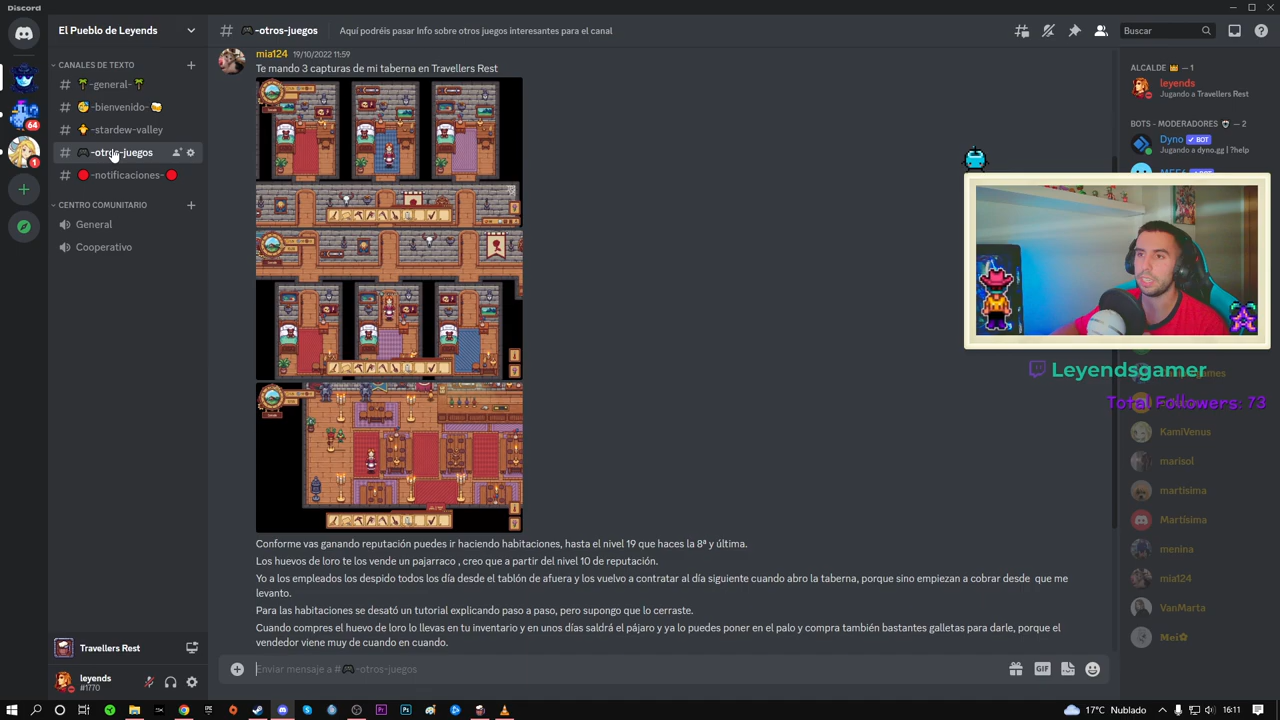 Discord
El Pueblo de Leyends
-otros-juegos
Aquí podréis pasar Info sobre otros juegos interesantes para el canal
Buscar
CANALES DE TEXTO
-general-
-bienvenido-
-stardew-valley
-otros-juegos
-notificaciones-
CENTRO COMUNITARIO
General
Cooperativo
64
1
mia124 19/10/2022 11:59
Te mando 3 capturas de mi taberna en Travellers Rest
Conforme vas ganando reputación puedes ir haciendo habitaciones, hasta el nivel 19 que haces la 8ª y última.
Los huevos de loro te los vende un pajarraco , creo que a partir del nivel 10 de reputación.
Yo a los empleados los despido todos los día desde el tablón de afuera y los vuelvo a contratar al día siguiente cuando abro la taberna, porque sino empiezan a cobrar desde que me
levanto.
Para las habitaciones se desató un tutorial explicando paso a paso, pero supongo que lo cerraste.
Cuando compres el huevo de loro lo llevas en tu inventario y en unos días saldrá el pájaro y ya lo puedes poner en el palo y compra también bastantes galletas para darle, porque el
vendedor viene muy de cuando en cuando.
Enviar mensaje a #-otros-juegos
GIF
ALCALDE — 1
leyends
Jugando a Travellers Rest
BOTS - MODERADORES — 2
Dyno BOT
Jugando a dyno.gg | ?help
Leyendsgamer
Total Followers: 73
KamiVenus
marisol
martisima
Martísima
menina
mia124
VanMarta
Mei✿
Travellers Rest
leyends
#1770
17°C Nublado
16:11